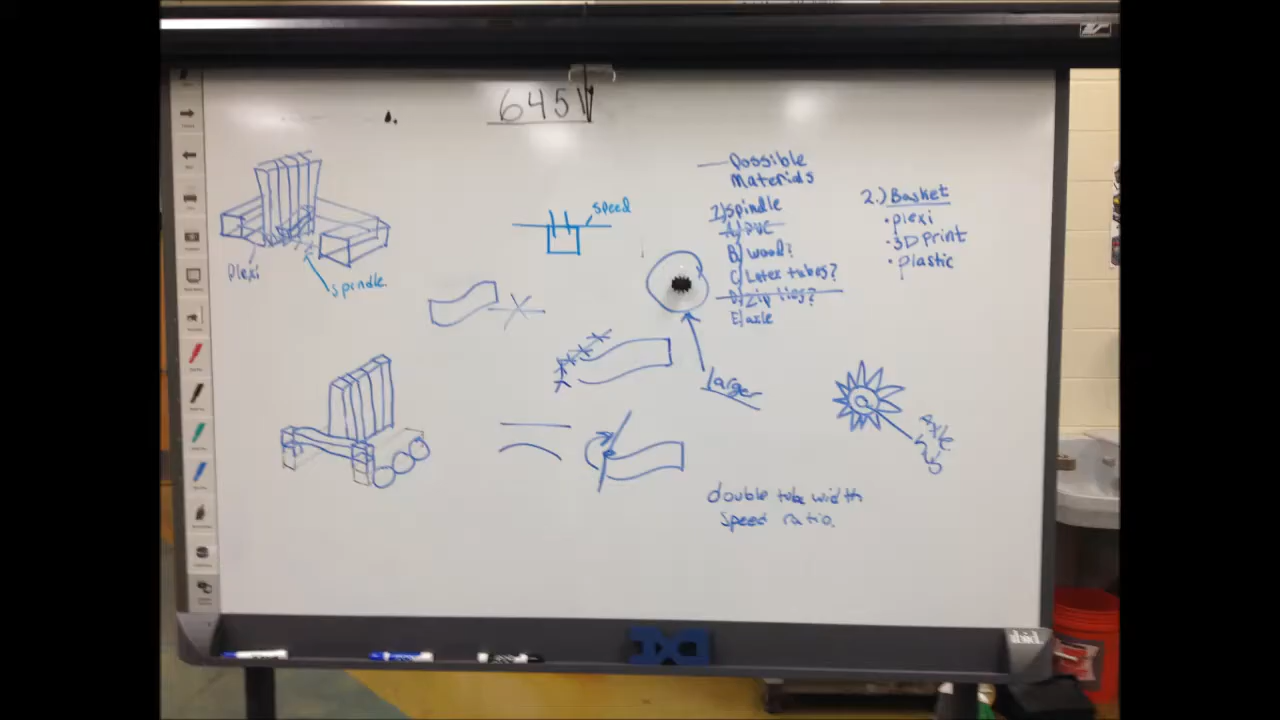 6451V
Possible
Materials
1) Spindle
A) PVC
B) wood?
C) Latex tubes?
D) Zip ties?
E) axle
2.) Basket
• plexi
• 3D Print
• plastic
speed
Plexi
spindle.
Larger
double tube width
speed ratio.